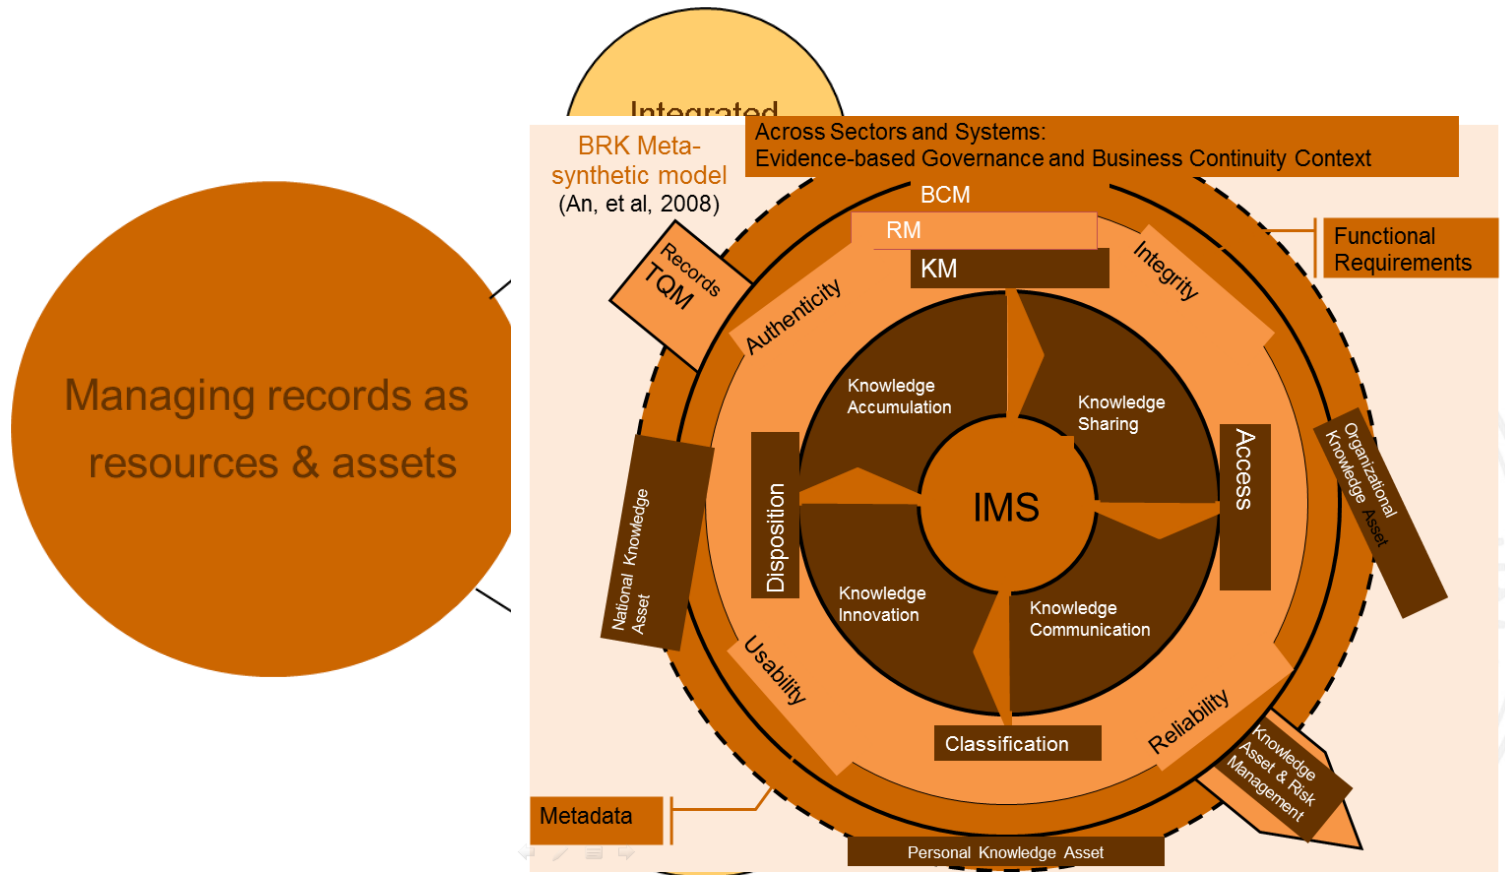 Integrated
Managing records as
resources & assets
BRK Meta-
synthetic model
(An, et al, 2008)
Across Sectors and Systems:
Evidence-based Governance and Business Continuity Context
BCM
RM
KM
Functional
Requirements
Records
TQM
Authenticity
Integrity
Knowledge
Accumulation
Knowledge
Sharing
Access
Organizational
Knowledge Asset
Disposition
IMS
National Knowledge
Asset
Knowledge
Innovation
Knowledge
Communication
Usability
Reliability
Classification
Knowledge
Asset & Risk
Management
Metadata
Personal Knowledge Asset